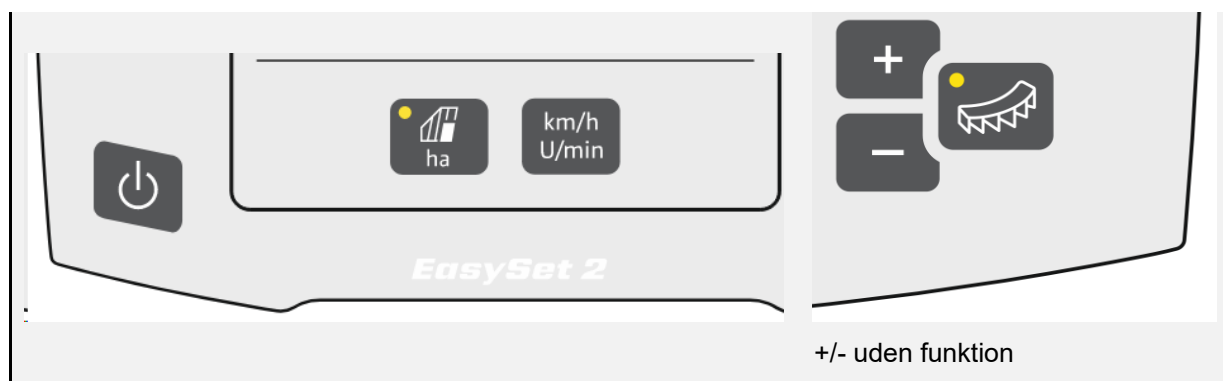 +
km/h
U/min
ha
−
EasySet 2
+/- uden funktion